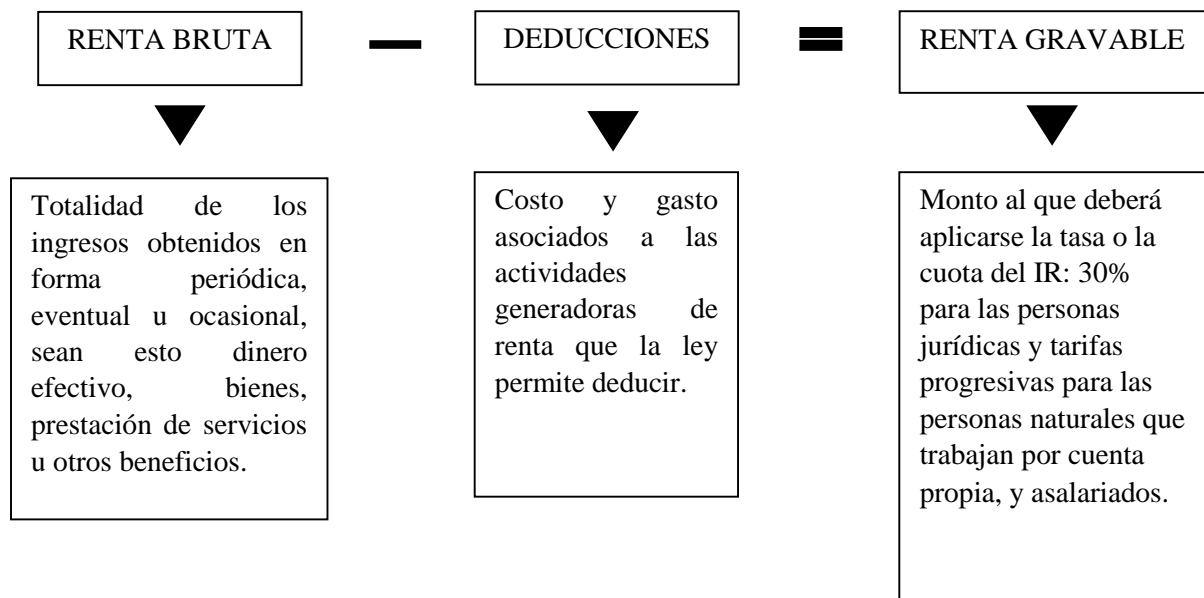 RENTA BRUTA
DEDUCCIONES
RENTA GRAVABLE
Totalidad de los
ingresos obtenidos en
forma periódica,
eventual u ocasional,
sean esto dinero
efectivo, bienes,
prestación de servicios
u otros beneficios.
Costo y gasto
asociados a las
actividades
generadoras de
renta que la ley
permite deducir.
Monto al que deberá
aplicarse la tasa o la
cuota del IR: 30%
para las personas
jurídicas y tarifas
progresivas para las
personas naturales que
trabajan por cuenta
propia, y asalariados.